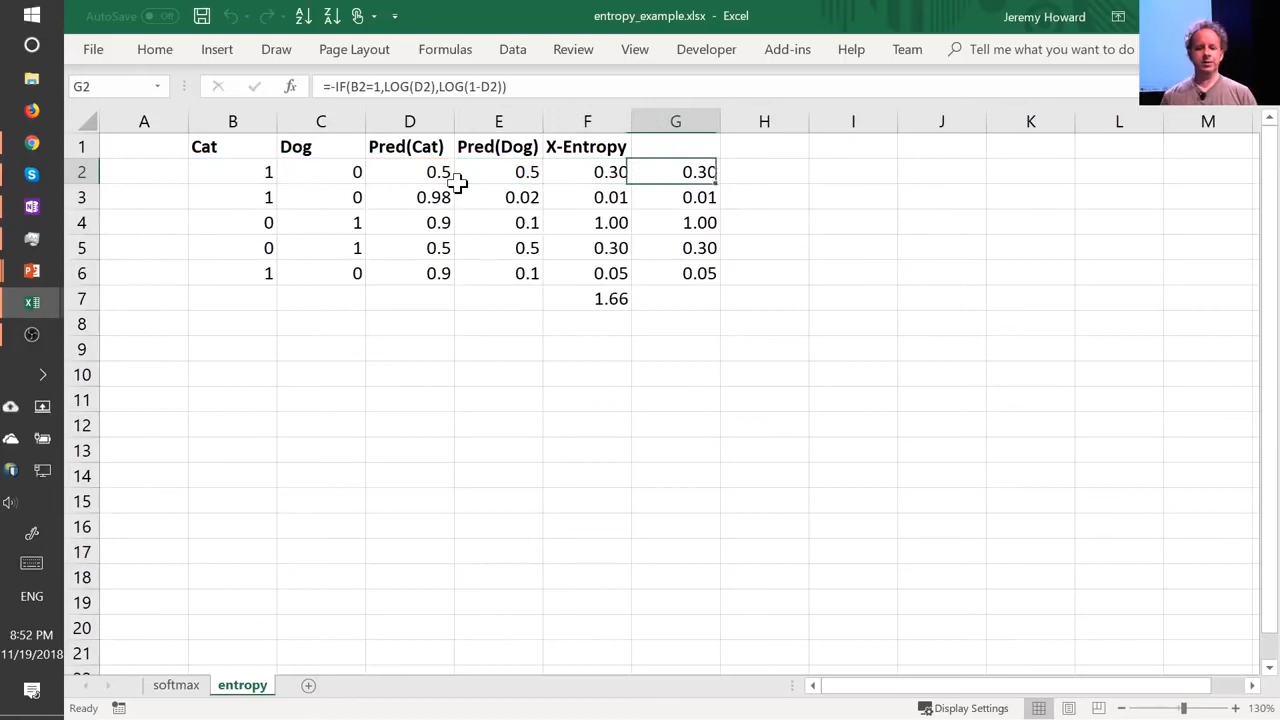 AutoSave Off
entropy_example.xlsx - Excel
Jeremy Howard
File Home Insert Draw Page Layout Formulas Data Review View Developer Add-ins Help Team Tell me what you want to do
G2 fx =-IF(B2=1,LOG(D2),LOG(1-D2))
A B C D E F G H I J K L M
1 Cat Dog Pred(Cat) Pred(Dog) X-Entropy
2 1 0 0.5 0.5 0.30 0.30
3 1 0 0.98 0.02 0.01 0.01
4 0 1 0.9 0.1 1.00 1.00
5 0 1 0.5 0.5 0.30 0.30
6 1 0 0.9 0.1 0.05 0.05
7 1.66
8
9
10
11
12
13
14
15
16
17
18
19
20
21
ENG
8:52 PM
11/19/2018
softmax entropy
Ready
Display Settings
130%